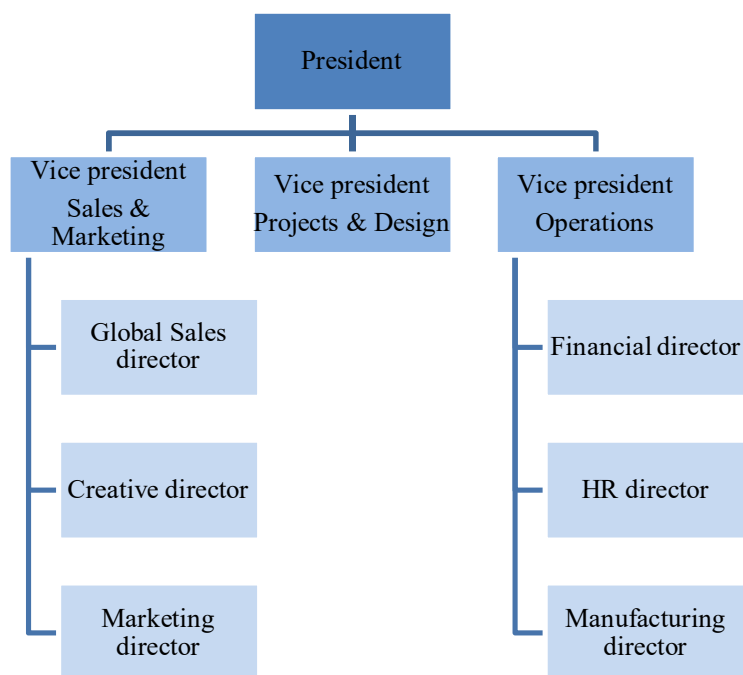 President
Vice president
Sales &
Marketing
Vice president
Projects & Design
Vice president
Operations
Global Sales
director
Creative director
Marketing
director
Financial director
HR director
Manufacturing
director